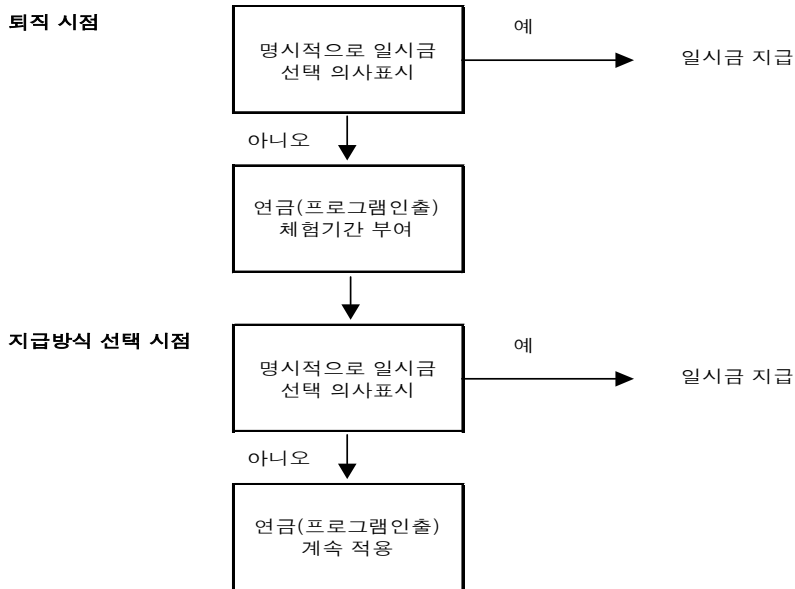 퇴직 시점
명시적으로 일시금
선택 의사표시
예
일시금 지급
아니오
연금(프로그램인출)
체험기간 부여
지급방식 선택 시점
명시적으로 일시금
선택 의사표시
예
일시금 지급
아니오
연금(프로그램인출)
계속 적용